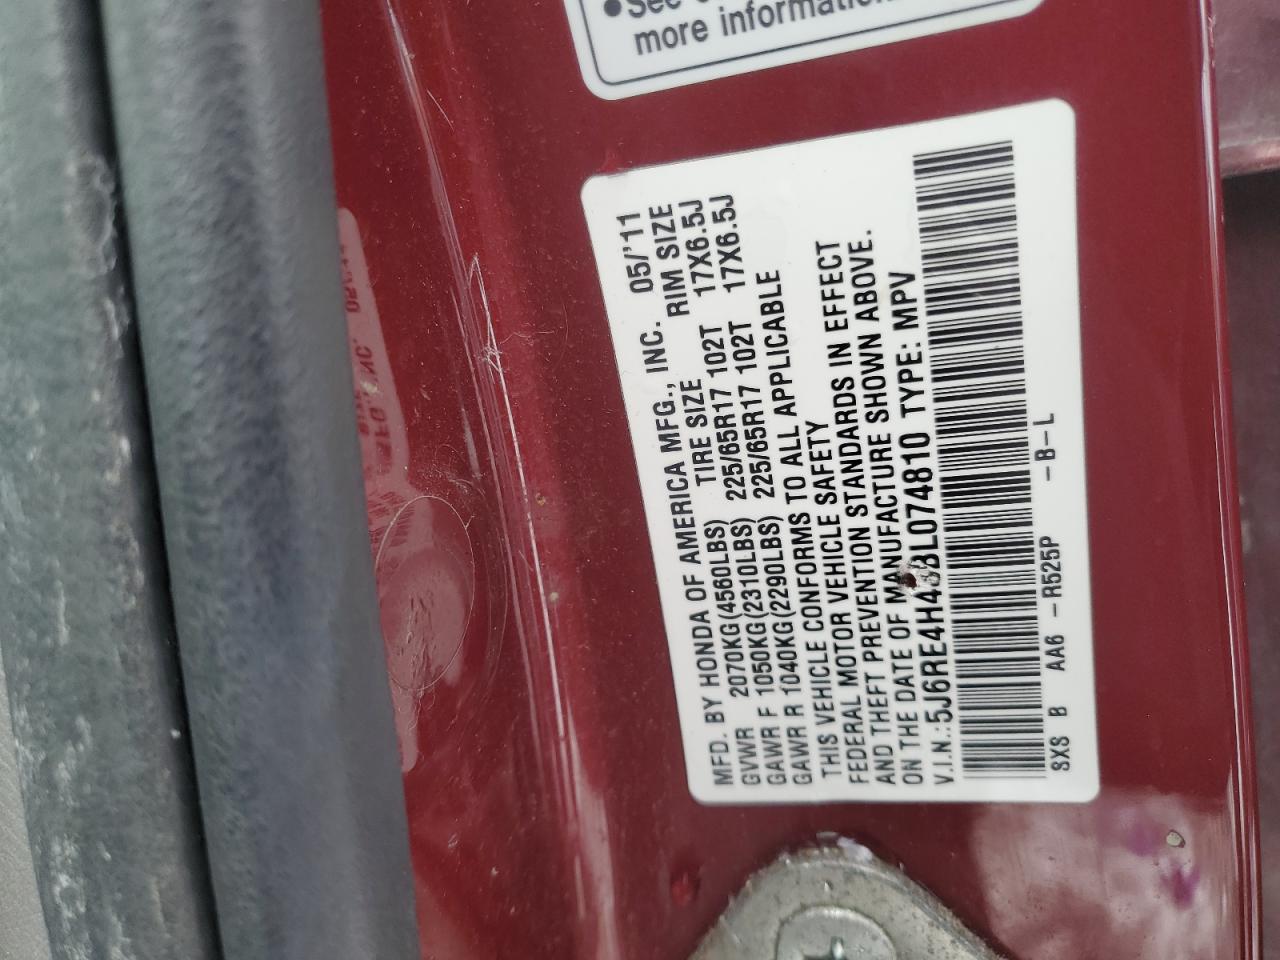 ●See
more information.
MFD. BY HONDA OF AMERICA MFG., INC. 05/'11
GVWR 2070KG(4560LBS) TIRE SIZE RIM SIZE
GAWR F 1050KG(2310LBS) 225/65R17 102T 17X6.5J
GAWR R 1040KG(2290LBS) 225/65R17 102T 17X6.5J
THIS VEHICLE CONFORMS TO ALL APPLICABLE
FEDERAL MOTOR VEHICLE SAFETY
AND THEFT PREVENTION STANDARDS IN EFFECT
ON THE DATE OF MANUFACTURE SHOWN ABOVE.
V.I.N.:5J6RE4H43BL074810 TYPE: MPV
SXS B AA6 -R525P -B-L